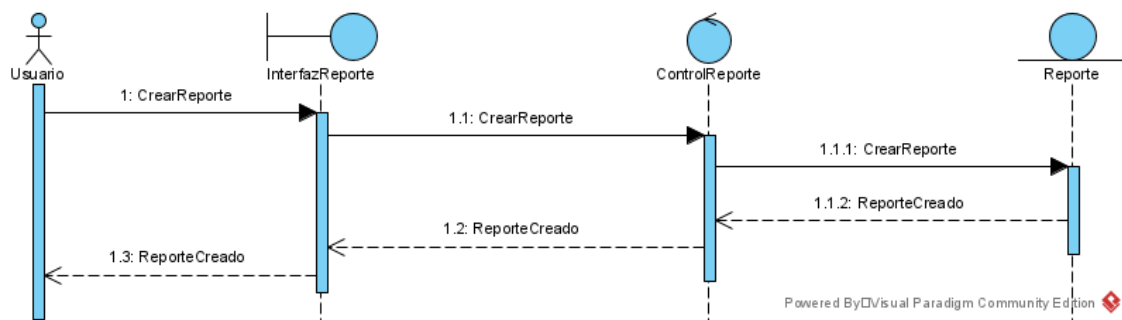 Usuario
InterfazReporte
ControlReporte
Reporte
1: CrearReporte
1.1: CrearReporte
1.1.1: CrearReporte
1.1.2: ReporteCreado
1.2: ReporteCreado
1.3: ReporteCreado
Powered By□Visual Paradigm Community Edition